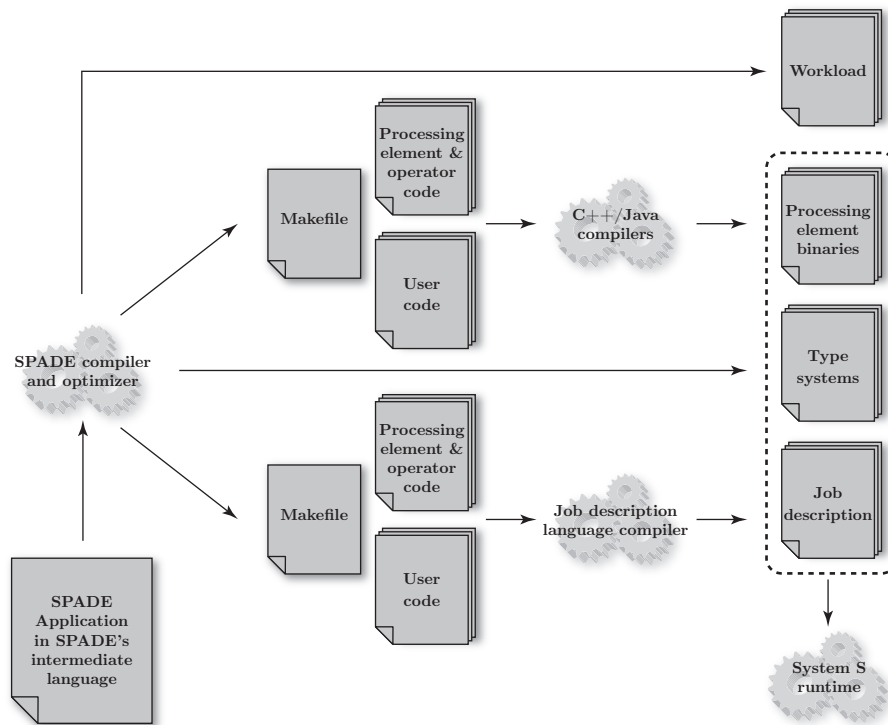 Workload
Processing
element &
operator
code
Makefile
C++/Java
compilers
Processing
element
binaries
User
code
SPADE compiler
and optimizer
Type
systems
Processing
element &
operator
code
Makefile
Job description
language compiler
Job
description
User
code
SPADE
Application
in SPADE's
intermediate
language
System S
runtime